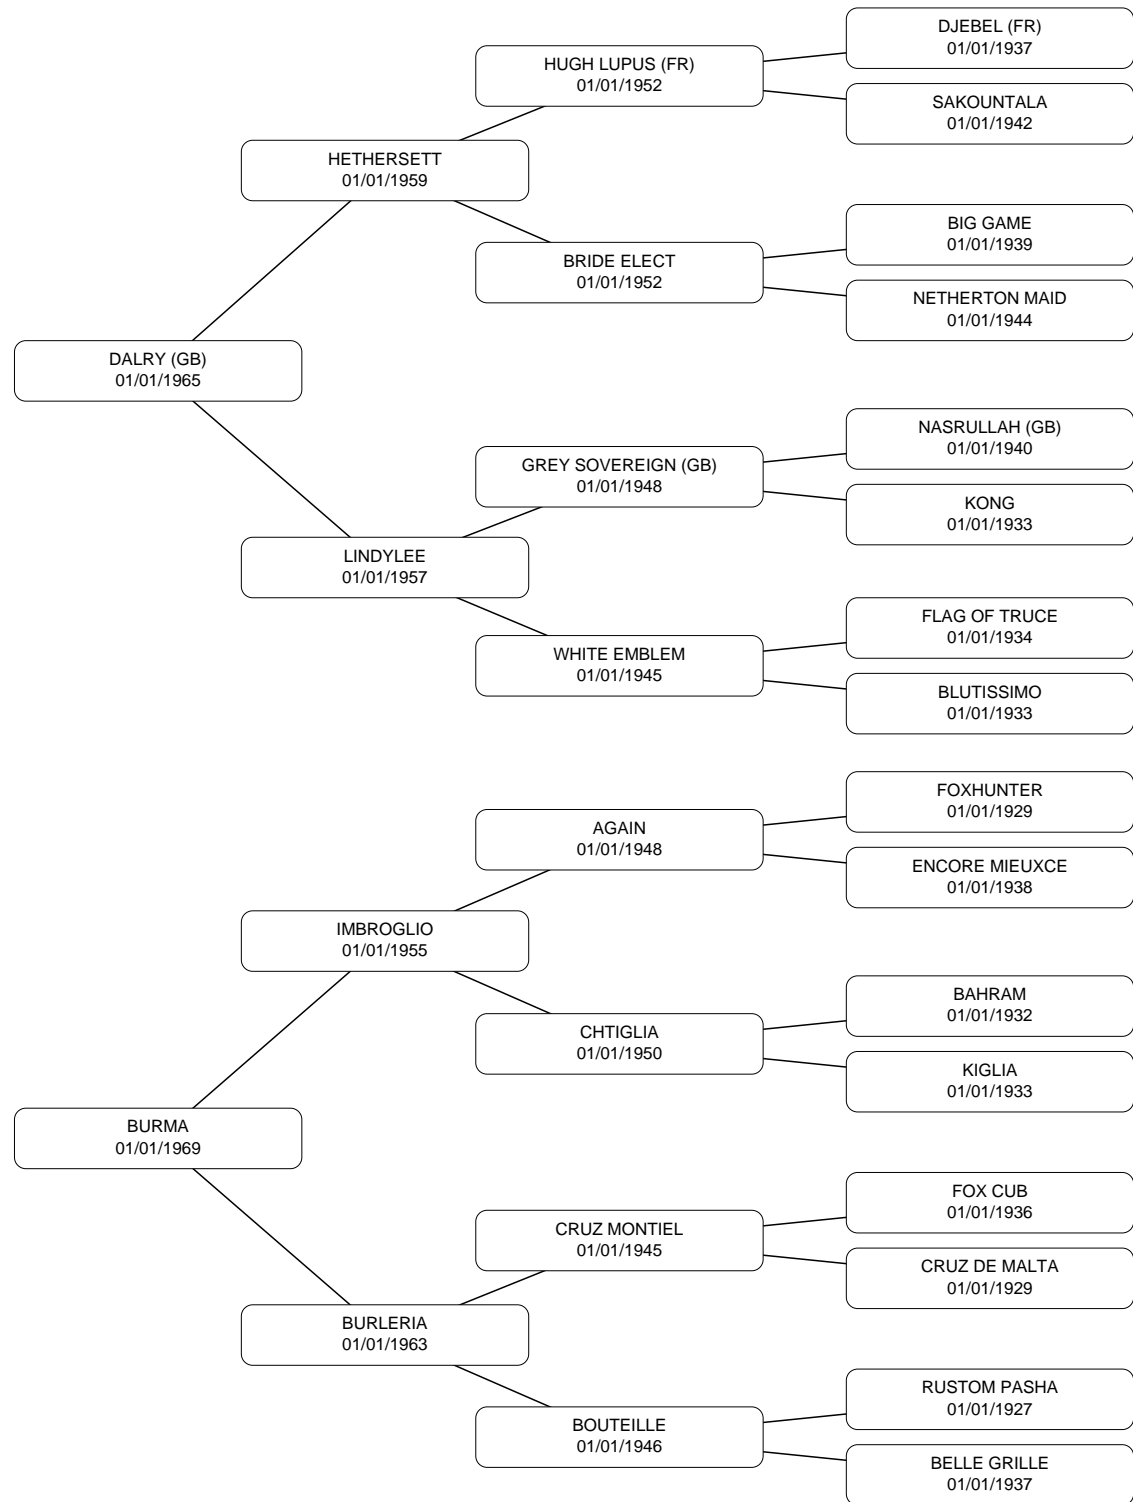 DJEBEL (FR)
01/01/1937
HUGH LUPUS (FR)
01/01/1952
SAKOUNTALA
01/01/1942
HETHERSETT
01/01/1959
BIG GAME
01/01/1939
BRIDE ELECT
01/01/1952
NETHERTON MAID
01/01/1944
DALRY (GB)
01/01/1965
NASRULLAH (GB)
01/01/1940
GREY SOVEREIGN (GB)
01/01/1948
KONG
01/01/1933
LINDYLEE
01/01/1957
FLAG OF TRUCE
01/01/1934
WHITE EMBLEM
01/01/1945
BLUTISSIMO
01/01/1933
FOXHUNTER
01/01/1929
AGAIN
01/01/1948
ENCORE MIEUXCE
01/01/1938
IMBROGLIO
01/01/1955
BAHRAM
01/01/1932
CHTIGLIA
01/01/1950
KIGLIA
01/01/1933
BURMA
01/01/1969
FOX CUB
01/01/1936
CRUZ MONTIEL
01/01/1945
CRUZ DE MALTA
01/01/1929
BURLERIA
01/01/1963
RUSTOM PASHA
01/01/1927
BOUTEILLE
01/01/1946
BELLE GRILLE
01/01/1937